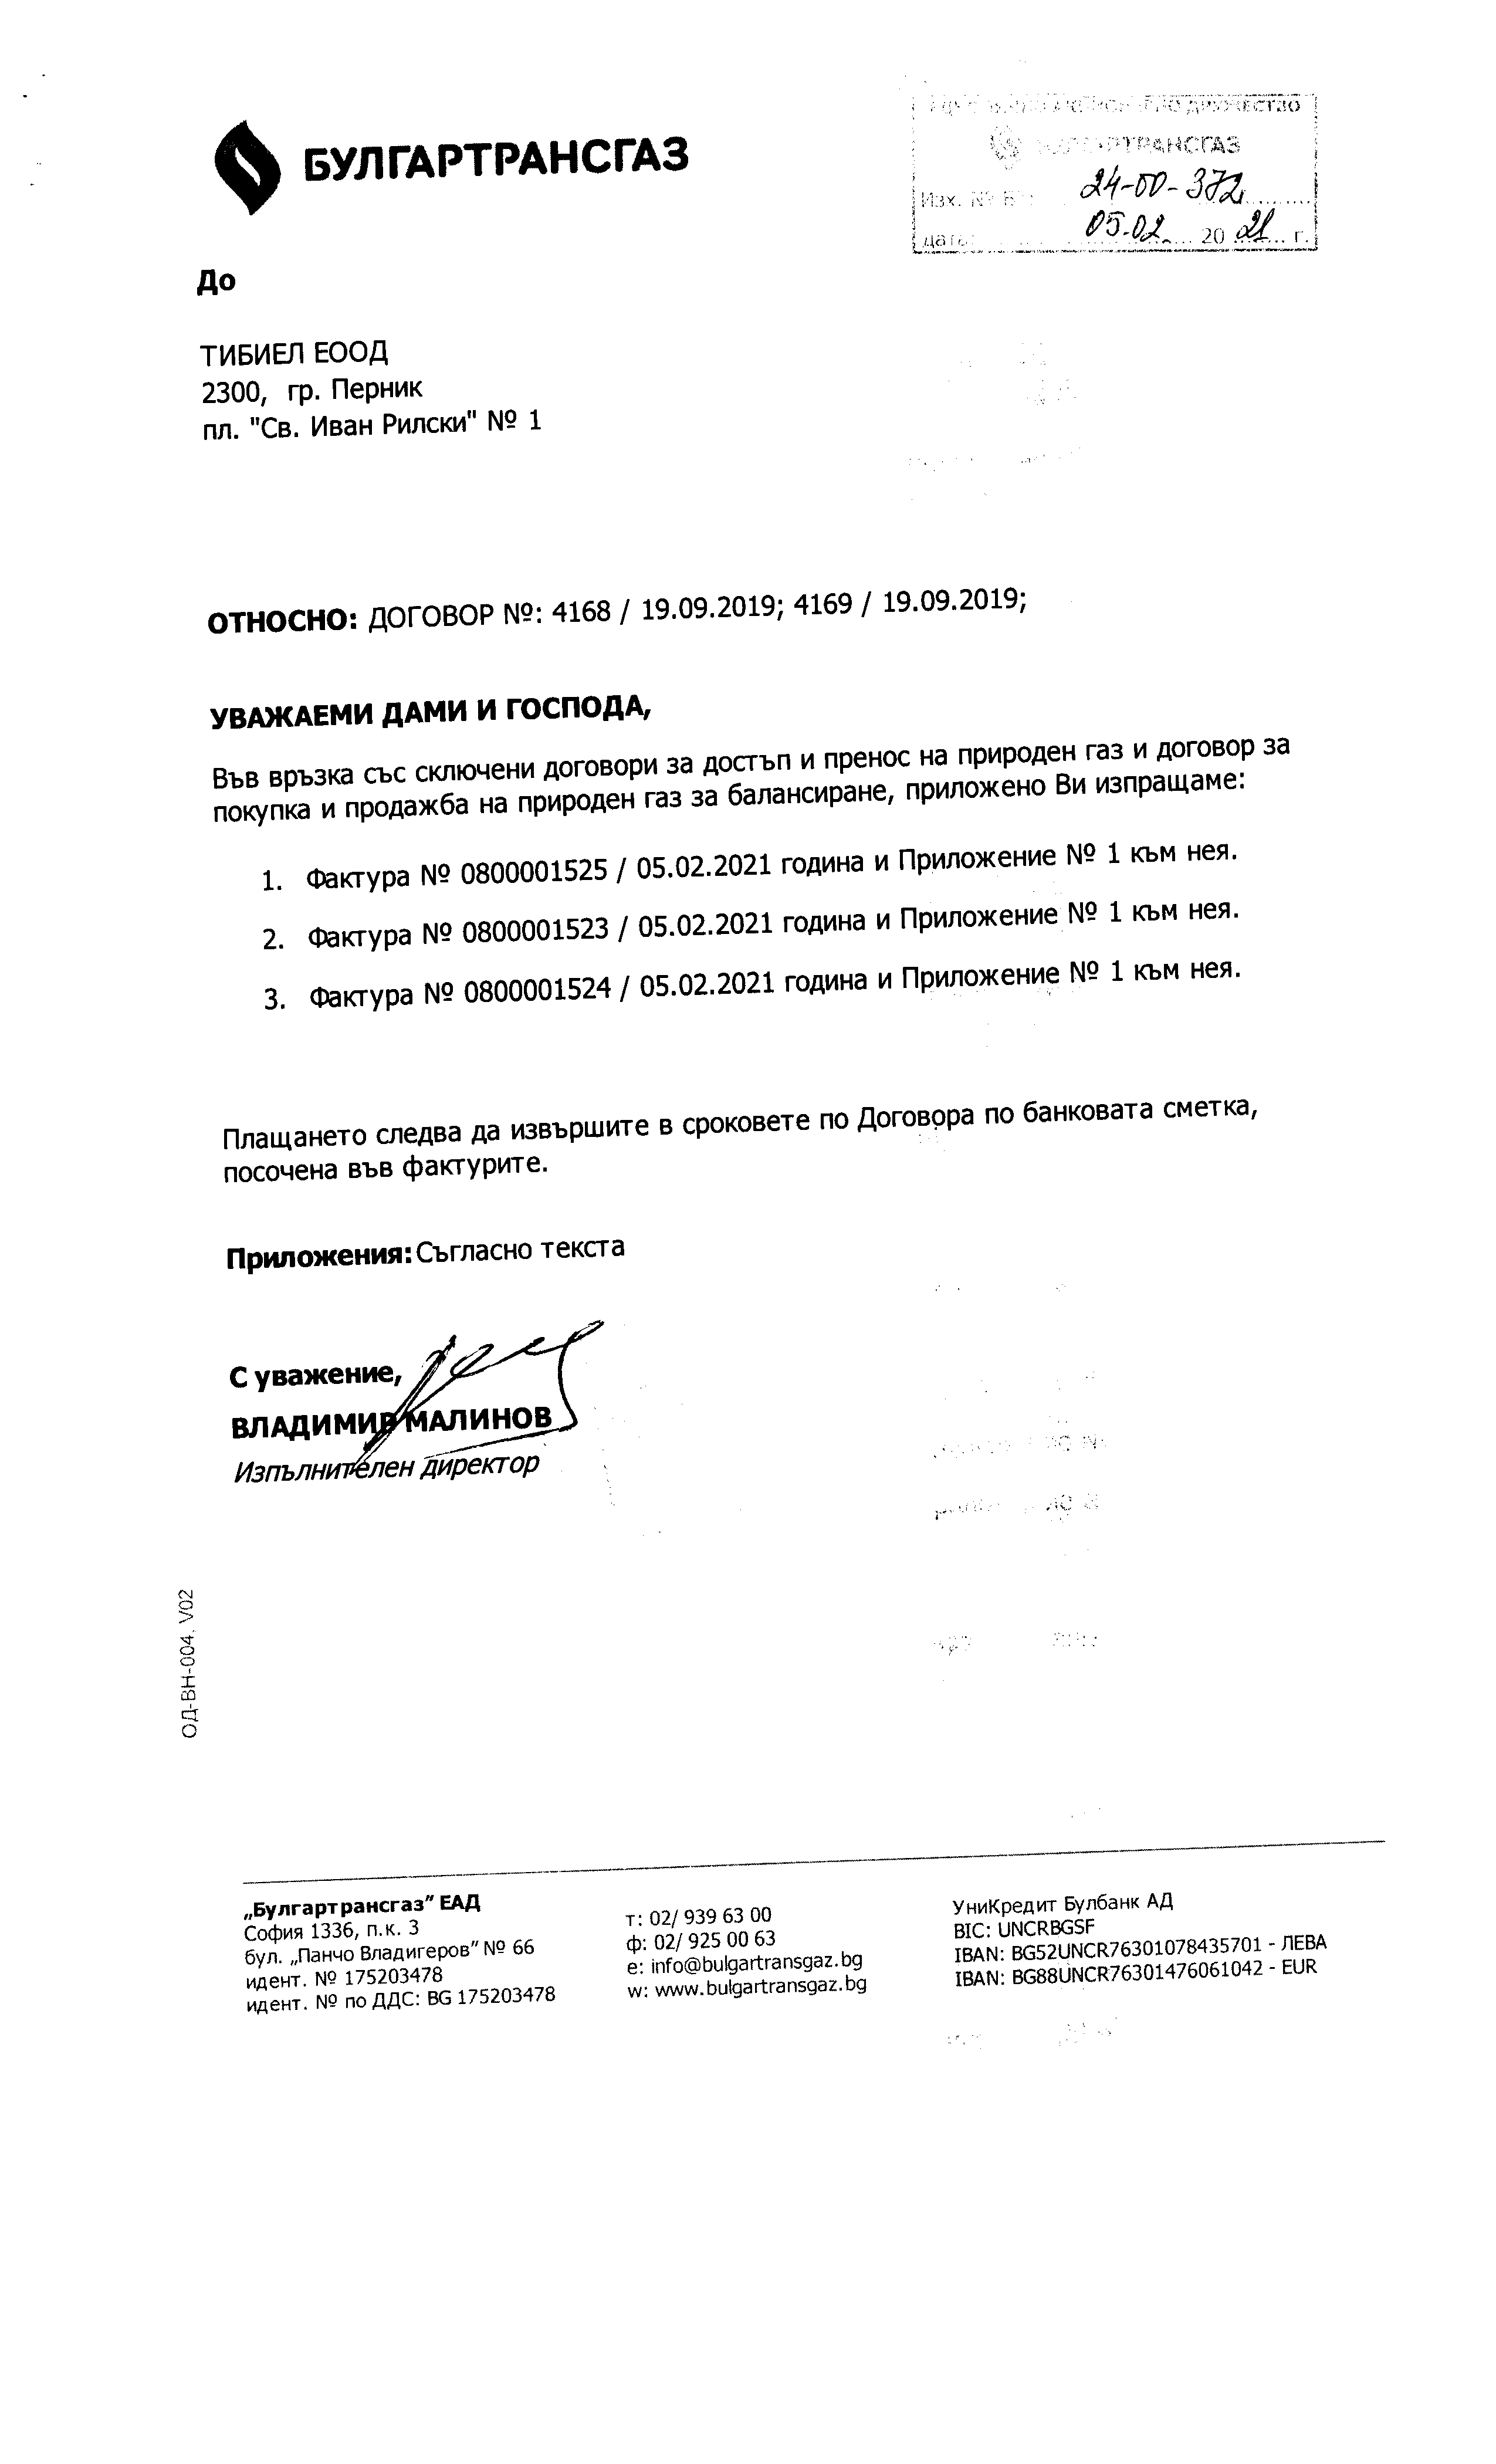 БУЛГАРТРАНСГАЗ
ДРУЖЕСТВО
БУЛГАРТРАНСГАЗ
Изх. № 24-00-372
дата: 05.02 2021 г.
До
ТИБИЕЛ ЕООД
2300, гр. Перник
пл. "Св. Иван Рилски" № 1
ОТНОСНО: ДОГОВОР №: 4168 / 19.09.2019; 4169 / 19.09.2019;
УВАЖАЕМИ ДАМИ И ГОСПОДА,
Във връзка със сключени договори за достъп и пренос на природен газ и договор за
покупка и продажба на природен газ за балансиране, приложено Ви изпращаме:
1. Фактура № 0800001525 / 05.02.2021 година и Приложение № 1 към нея.
2. Фактура № 0800001523 / 05.02.2021 година и Приложение № 1 към нея.
3. Фактура № 0800001524 / 05.02.2021 година и Приложение № 1 към нея.
Плащането следва да извършите в сроковете по Договора по банковата сметка,
посочена във фактурите.
Приложения: Съгласно текста
С уважение,
ВЛАДИМИР МАЛИНОВ
Изпълнителен директор
ОД-ВН-004, V02
„Булгартрансгаз” ЕАД
София 1336, п.к. 3
бул. „Панчо Владигеров” № 66
идент. № 175203478
идент. № по ДДС: BG 175203478
т: 02/ 939 63 00
ф: 02/ 925 00 63
e: info@bulgartransgaz.bg
w: www.bulgartransgaz.bg
УниКредит Булбанк АД
BIC: UNCRBGSF
IBAN: BG52UNCR76301078435701 - ЛЕВА
IBAN: BG88UNCR76301476061042 - EUR